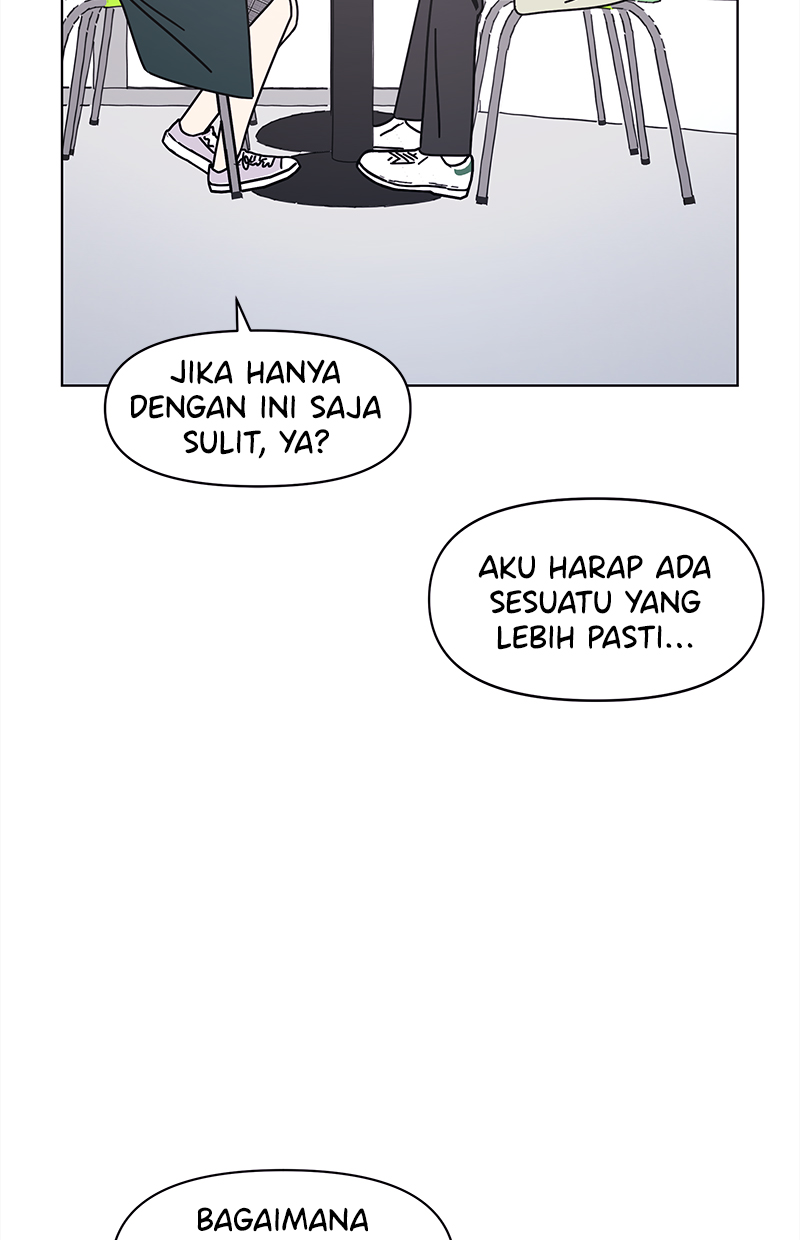 JIKA HANYA
DENGAN INI SAJA
SULIT, YA?
AKU HARAP ADA
SESUATU YANG
LEBIH PASTI...
BAGAIMANA